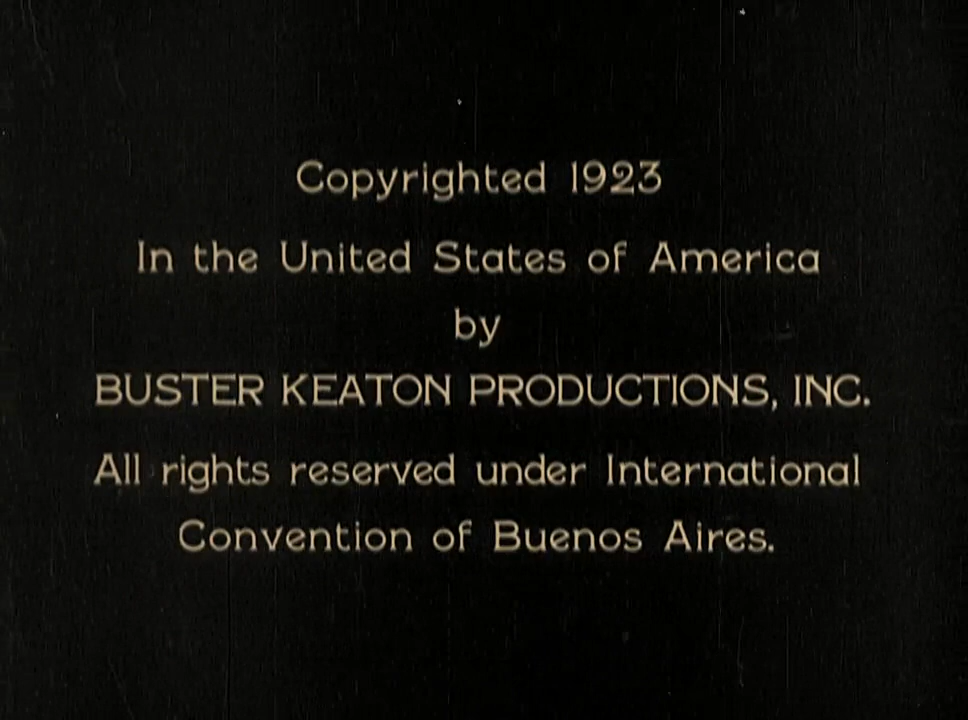 Copyrighted 1923
In the United States of America
by
BUSTER KEATON PRODUCTIONS, INC.
All rights reserved under International
Convention of Buenos Aires.